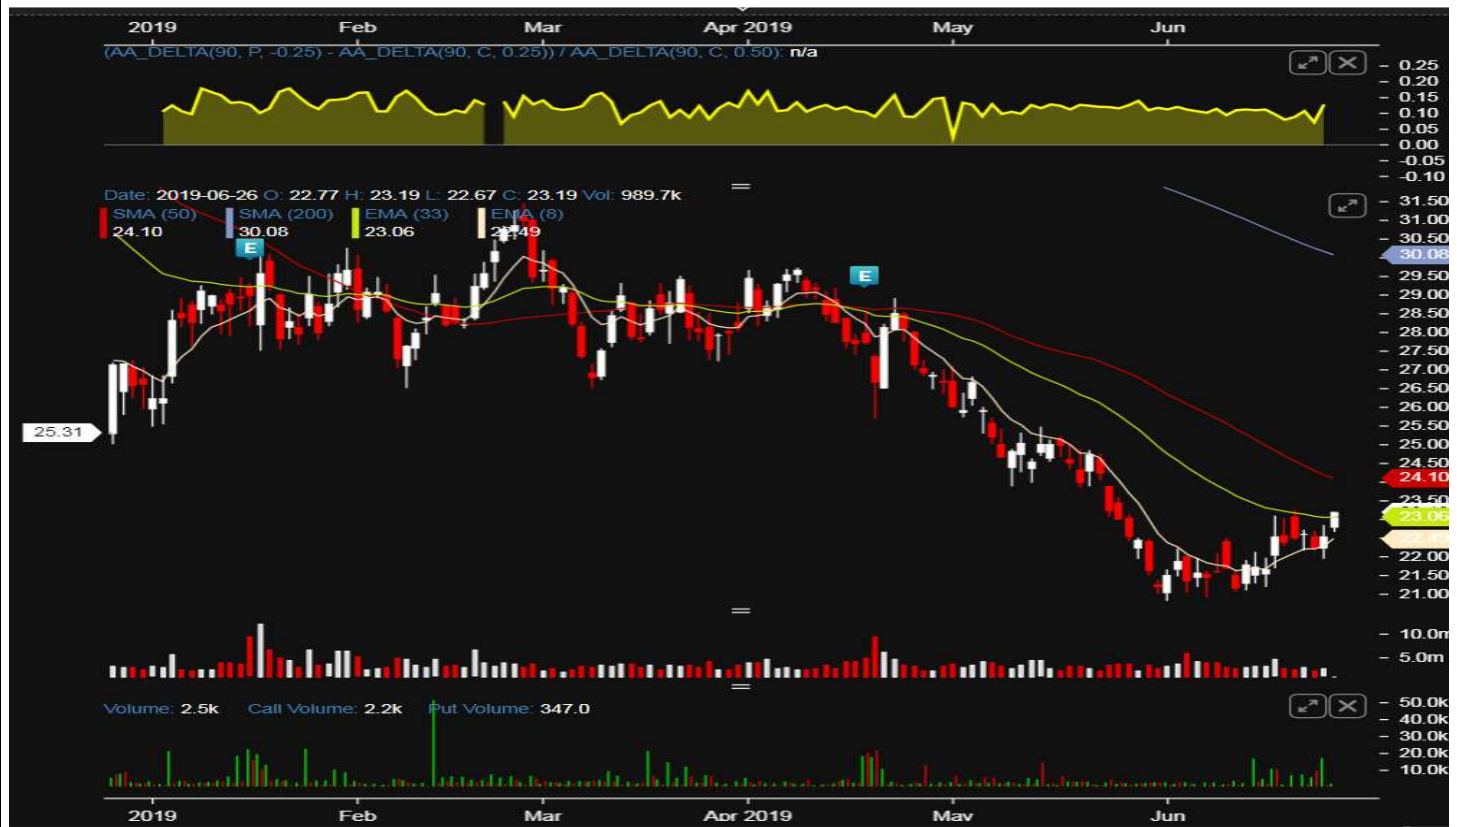 2019 Feb Mar Apr 2019 May Jun
(AA_DELTA(90, P, -0.25) - AA_DELTA(90, C, 0.25)) / AA_DELTA(90, C, 0.50): n/a
0.25
0.20
0.15
0.10
0.05
0.00
-0.05
-0.10
Date: 2019-06-26 O: 22.77 H: 23.19 L: 22.67 C: 23.19 Vol: 989.7k
SMA (50) SMA (200) EMA (33) EMA (8)
24.10 30.08 23.06 22.49
E
E
31.50
31.00
30.50
30.08
29.50
29.00
28.50
28.00
27.50
27.00
26.50
26.00
25.50
25.31
25.00
24.50
24.10
23.50
23.06
22.49
22.00
21.50
21.00
10.0m
5.0m
Volume: 2.5k Call Volume: 2.2k Put Volume: 347.0
50.0k
40.0k
30.0k
20.0k
10.0k
2019 Feb Mar Apr 2019 May Jun